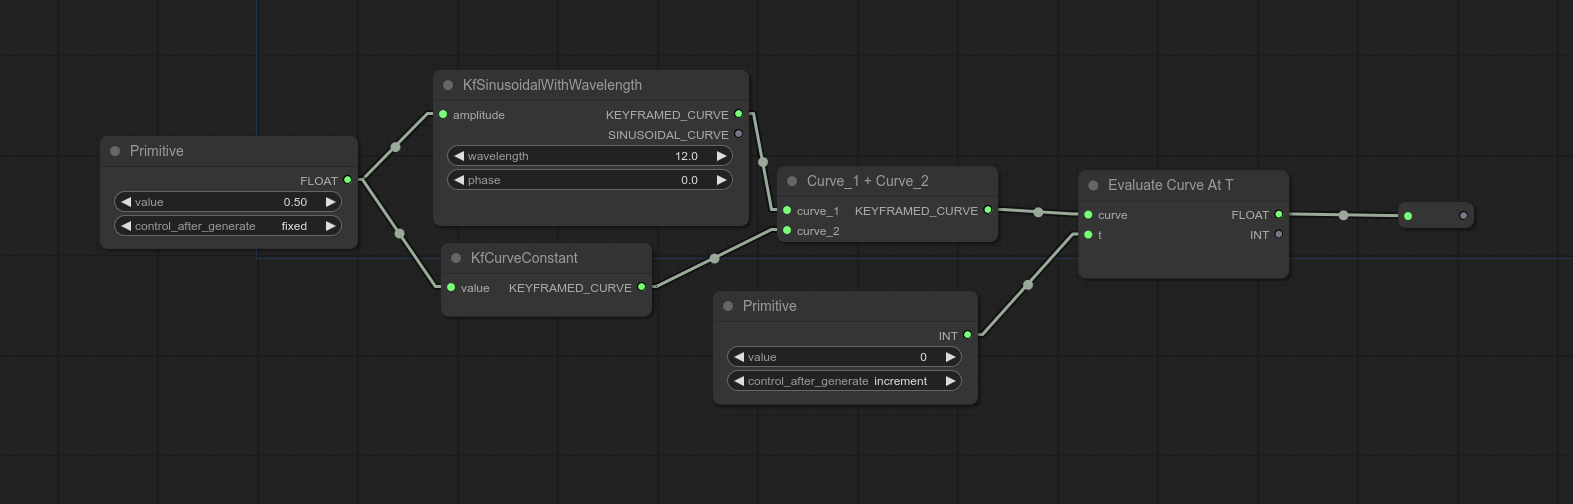 KfSinusoidalWithWavelength
amplitude KEYFRAMED_CURVE
SINUSOIDAL_CURVE
wavelength 12.0
phase 0.0
Primitive
FLOAT
value 0.50
control_after_generate fixed
KfCurveConstant
value KEYFRAMED_CURVE
Curve_1 + Curve_2
curve_1 KEYFRAMED_CURVE
curve_2
Primitive
INT
value 0
control_after_generate increment
Evaluate Curve At T
curve FLOAT
t INT